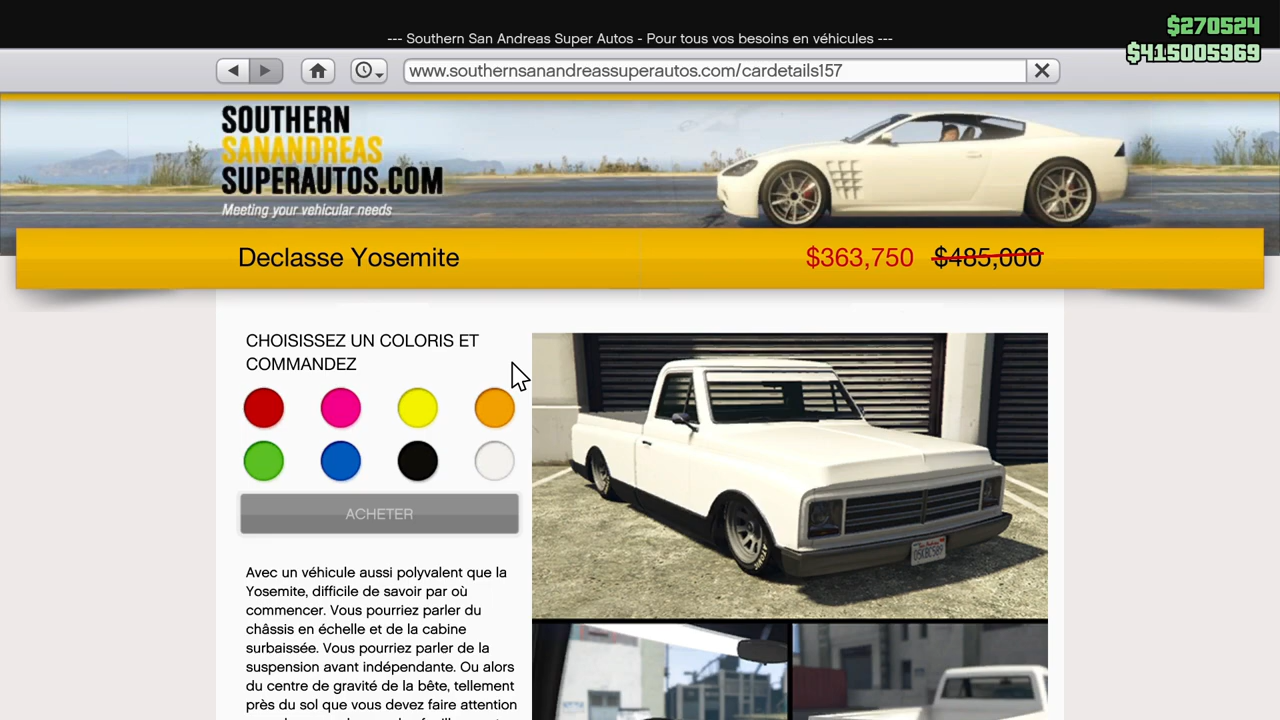 $270524
--- Southern San Andreas Super Autos - Pour tous vos besoins en véhicules ---
$415005969
www.southernsanandreassuperautos.com/cardetails157
SOUTHERN
SANANDREAS
SUPERAUTOS.COM
Meeting your vehicular needs
Declasse Yosemite
$363,750 $485,000
CHOISISSEZ UN COLORIS ET
COMMANDEZ
ACHETER
Avec un véhicule aussi polyvalent que la
Yosemite, difficile de savoir par où
commencer. Vous pourriez parler du
châssis en échelle et de la cabine
surbaissée. Vous pourriez parler de la
suspension avant indépendante. Ou alors
du centre de gravité de la bête, tellement
près du sol que vous devez faire attention